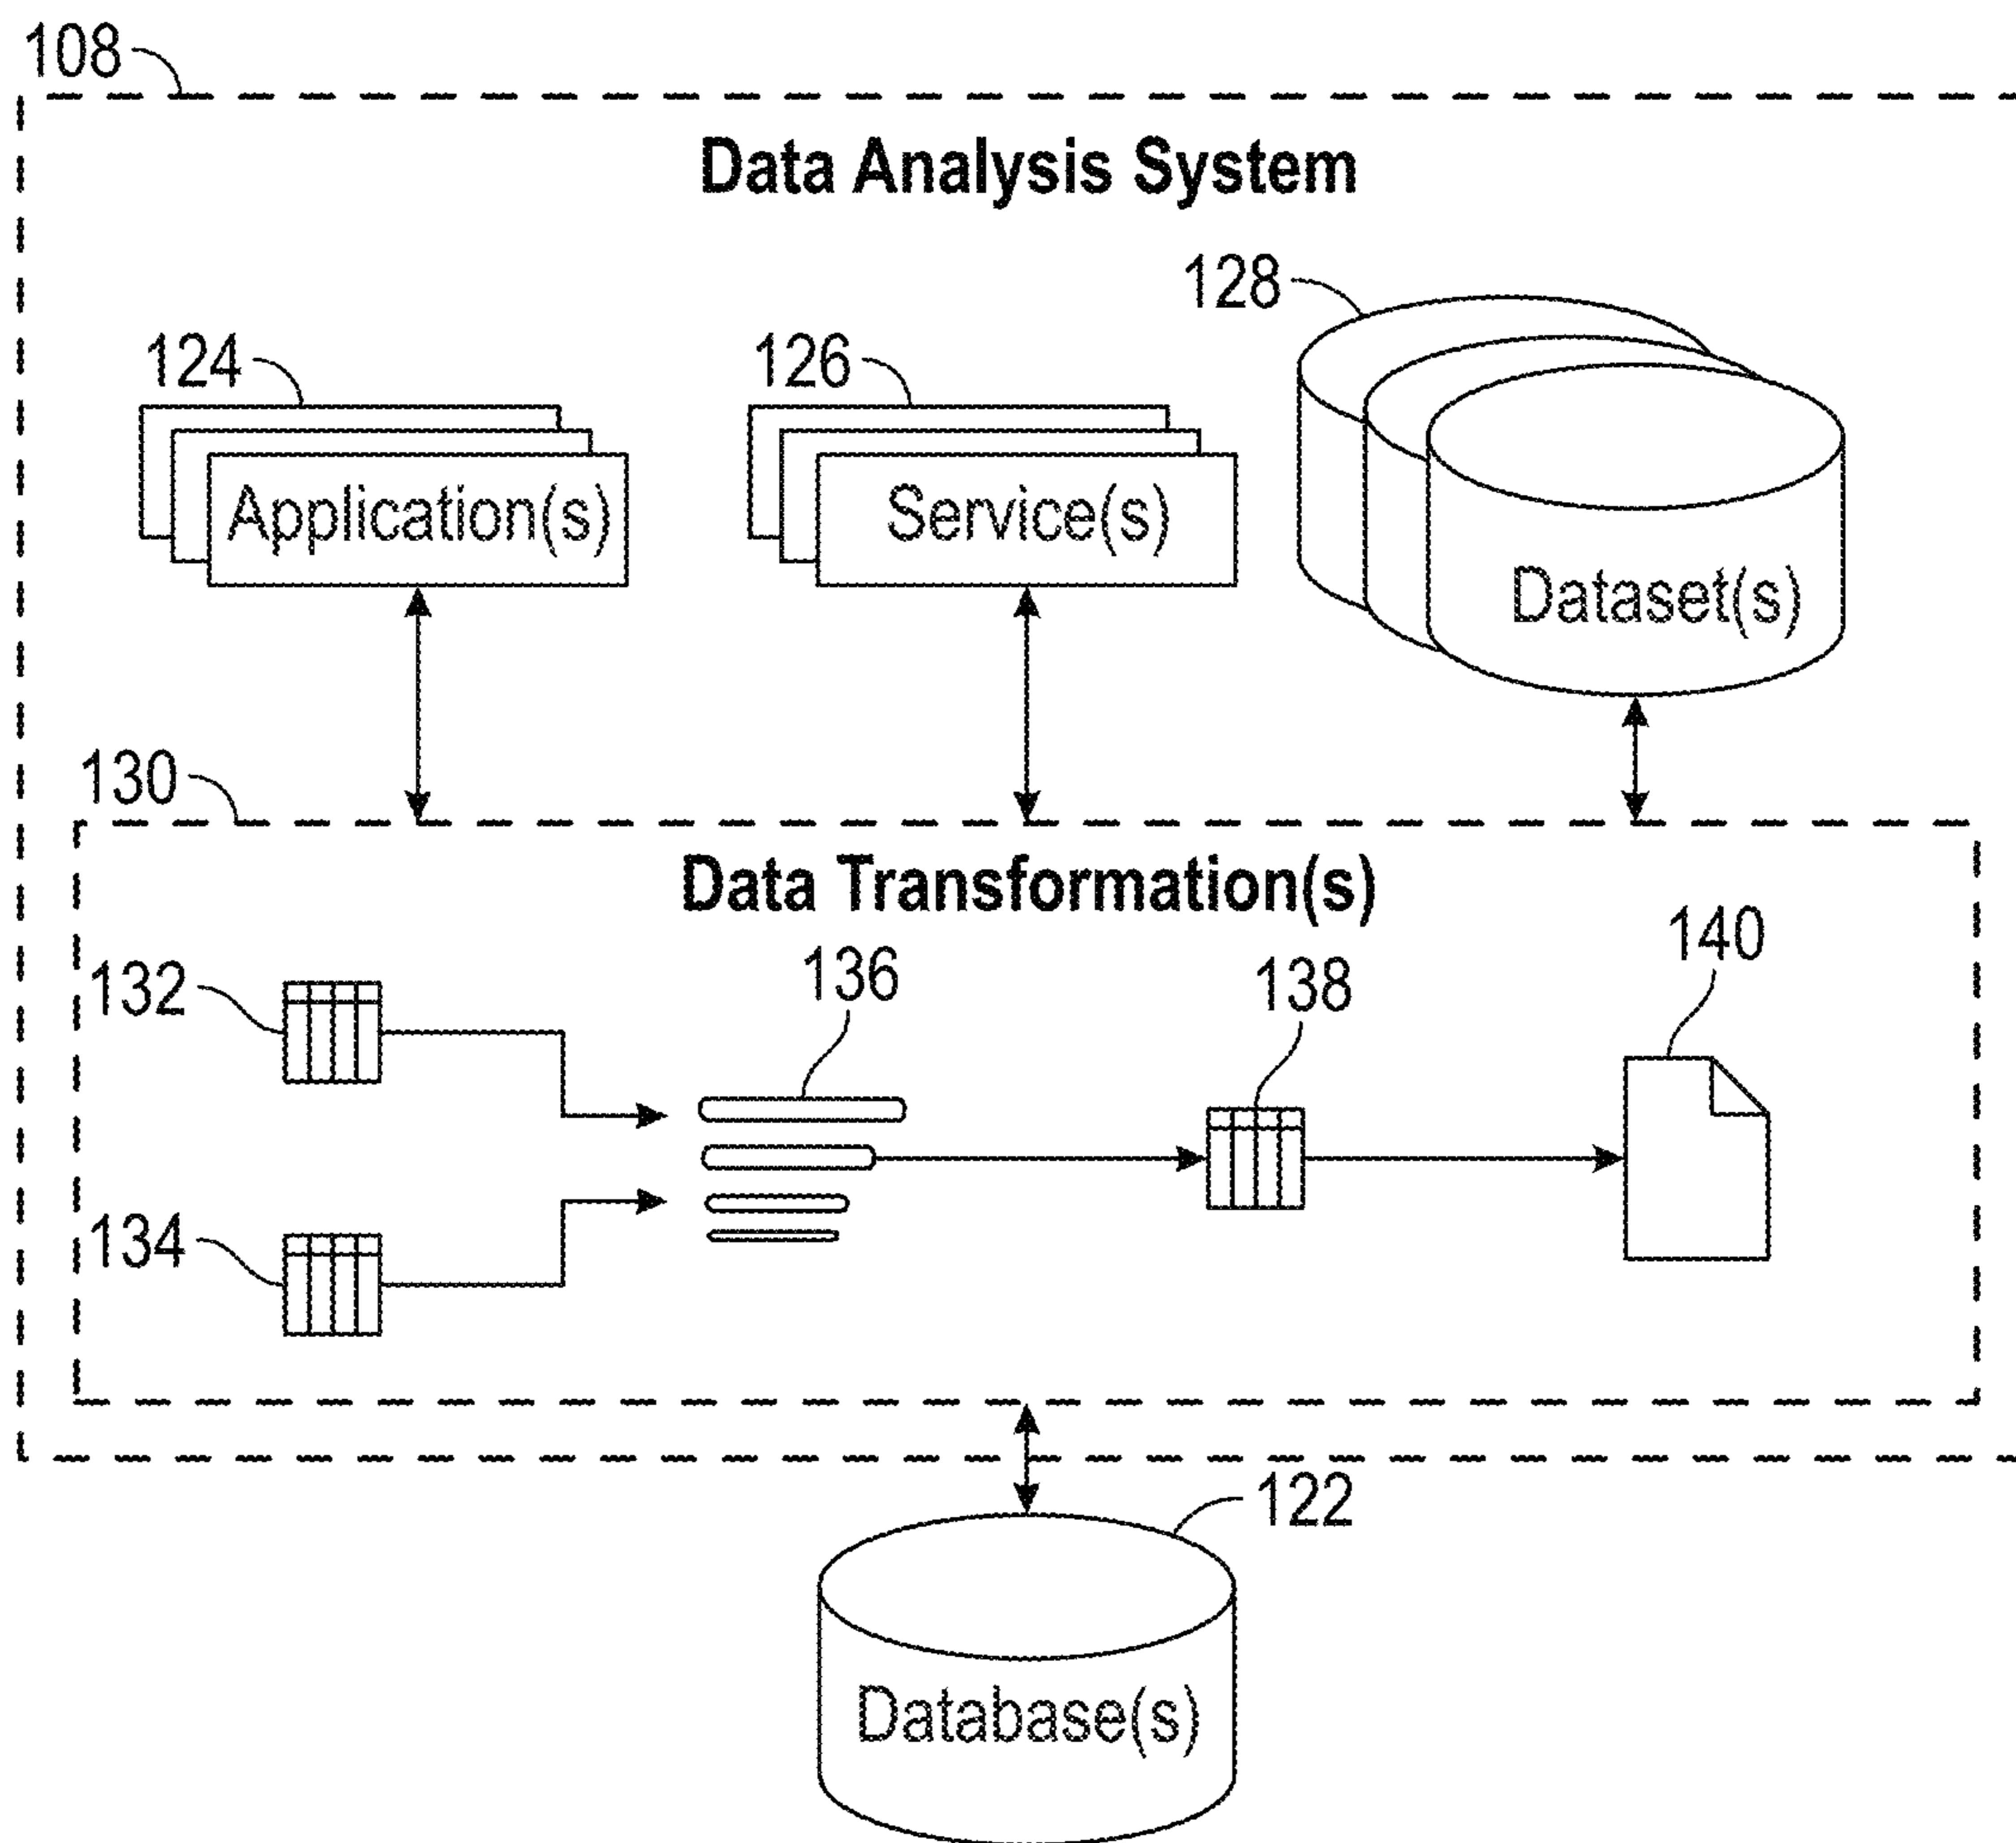 108
Data Analysis System
128
124
126
Application(s)
Service(s)
Dataset(s)
130
Data Transformation(s)
140
132
136
138
134
122
Database(s)